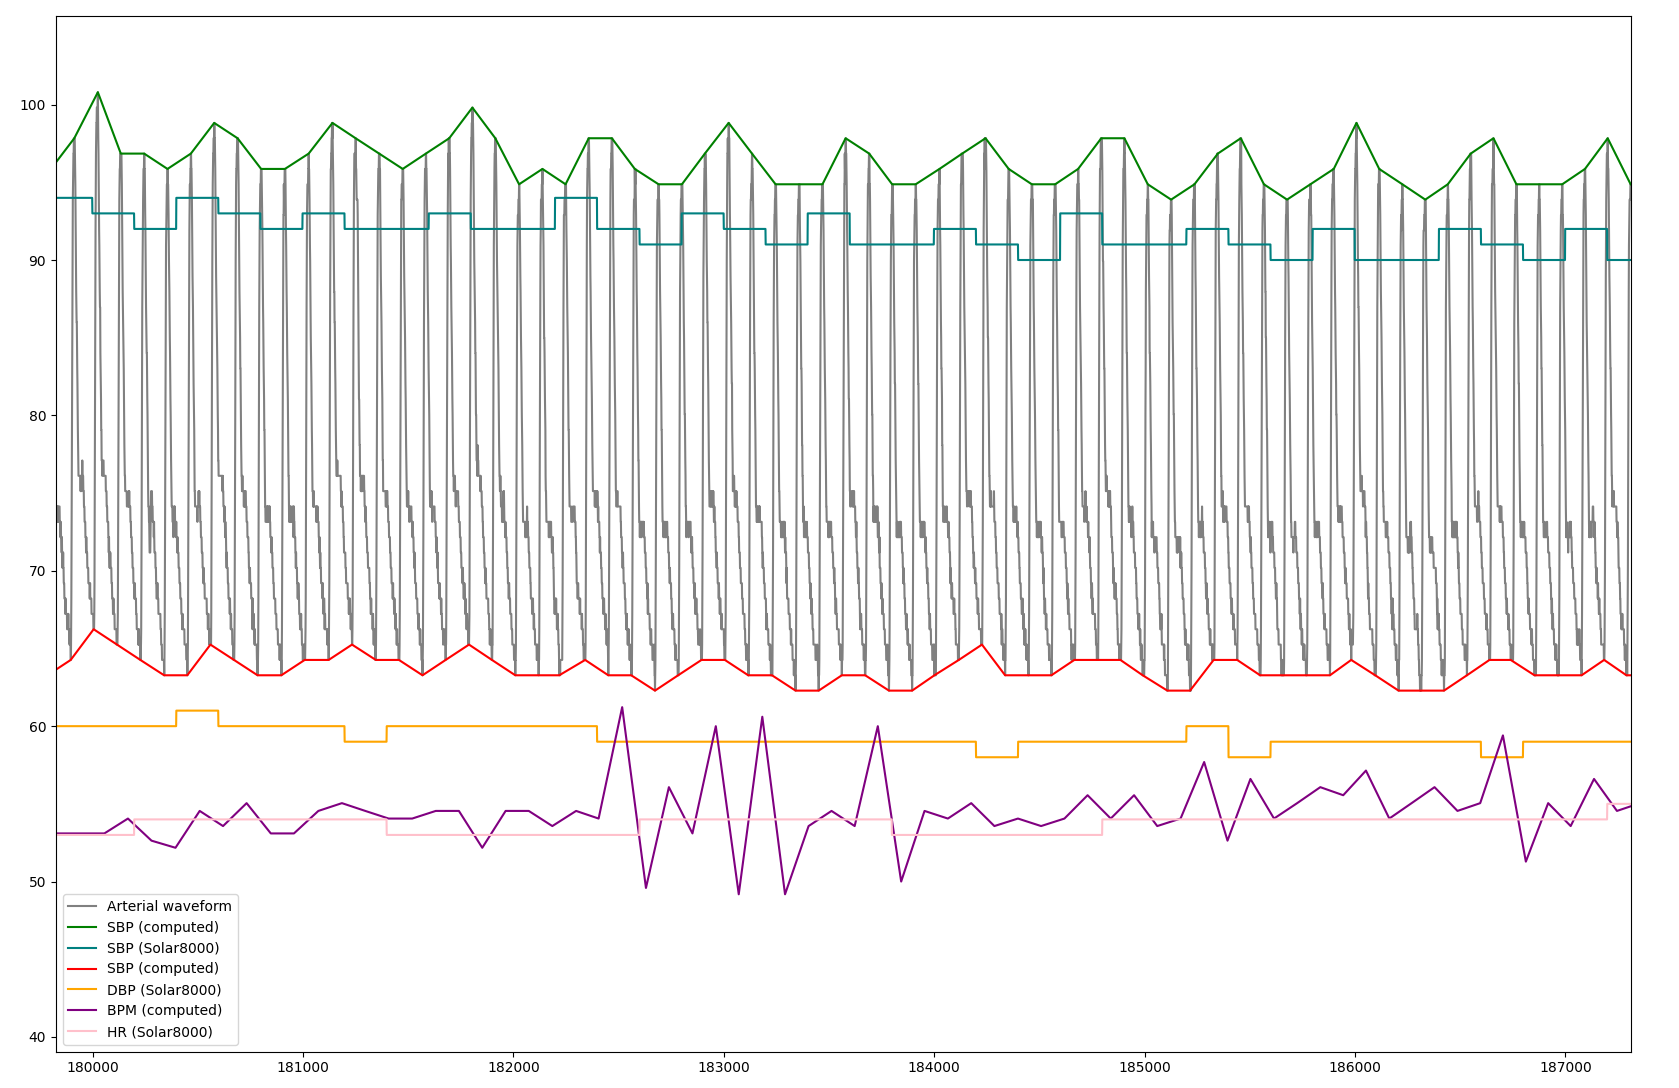 100
90
80
70
60
50
40
Arterial waveform
SBP (computed)
SBP (Solar8000)
SBP (computed)
DBP (Solar8000)
BPM (computed)
HR (Solar8000)
180000 181000 182000 183000 184000 185000 186000 187000